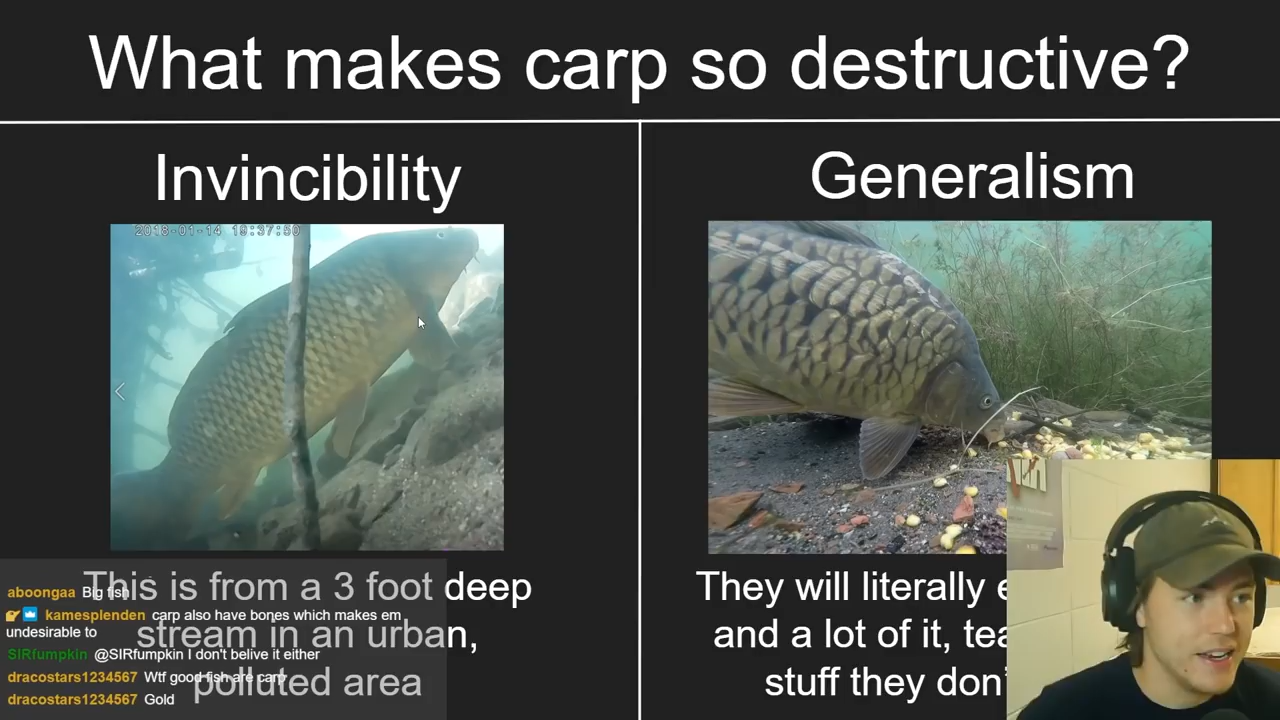 What makes carp so destructive?
Invincibility
2018-01-14 19:37:50
This is from a 3 foot deep
stream in an urban,
polluted area
Generalism
They will literally
and a lot of it,
stuff they
aboongaa Big fish
kamesplenden carp also have bones which makes em
undesirable to
SIRfumpkin @SIRfumpkin I don't belive it either
dracostars1234567 Wtf good fish are carp
dracostars1234567 Gold